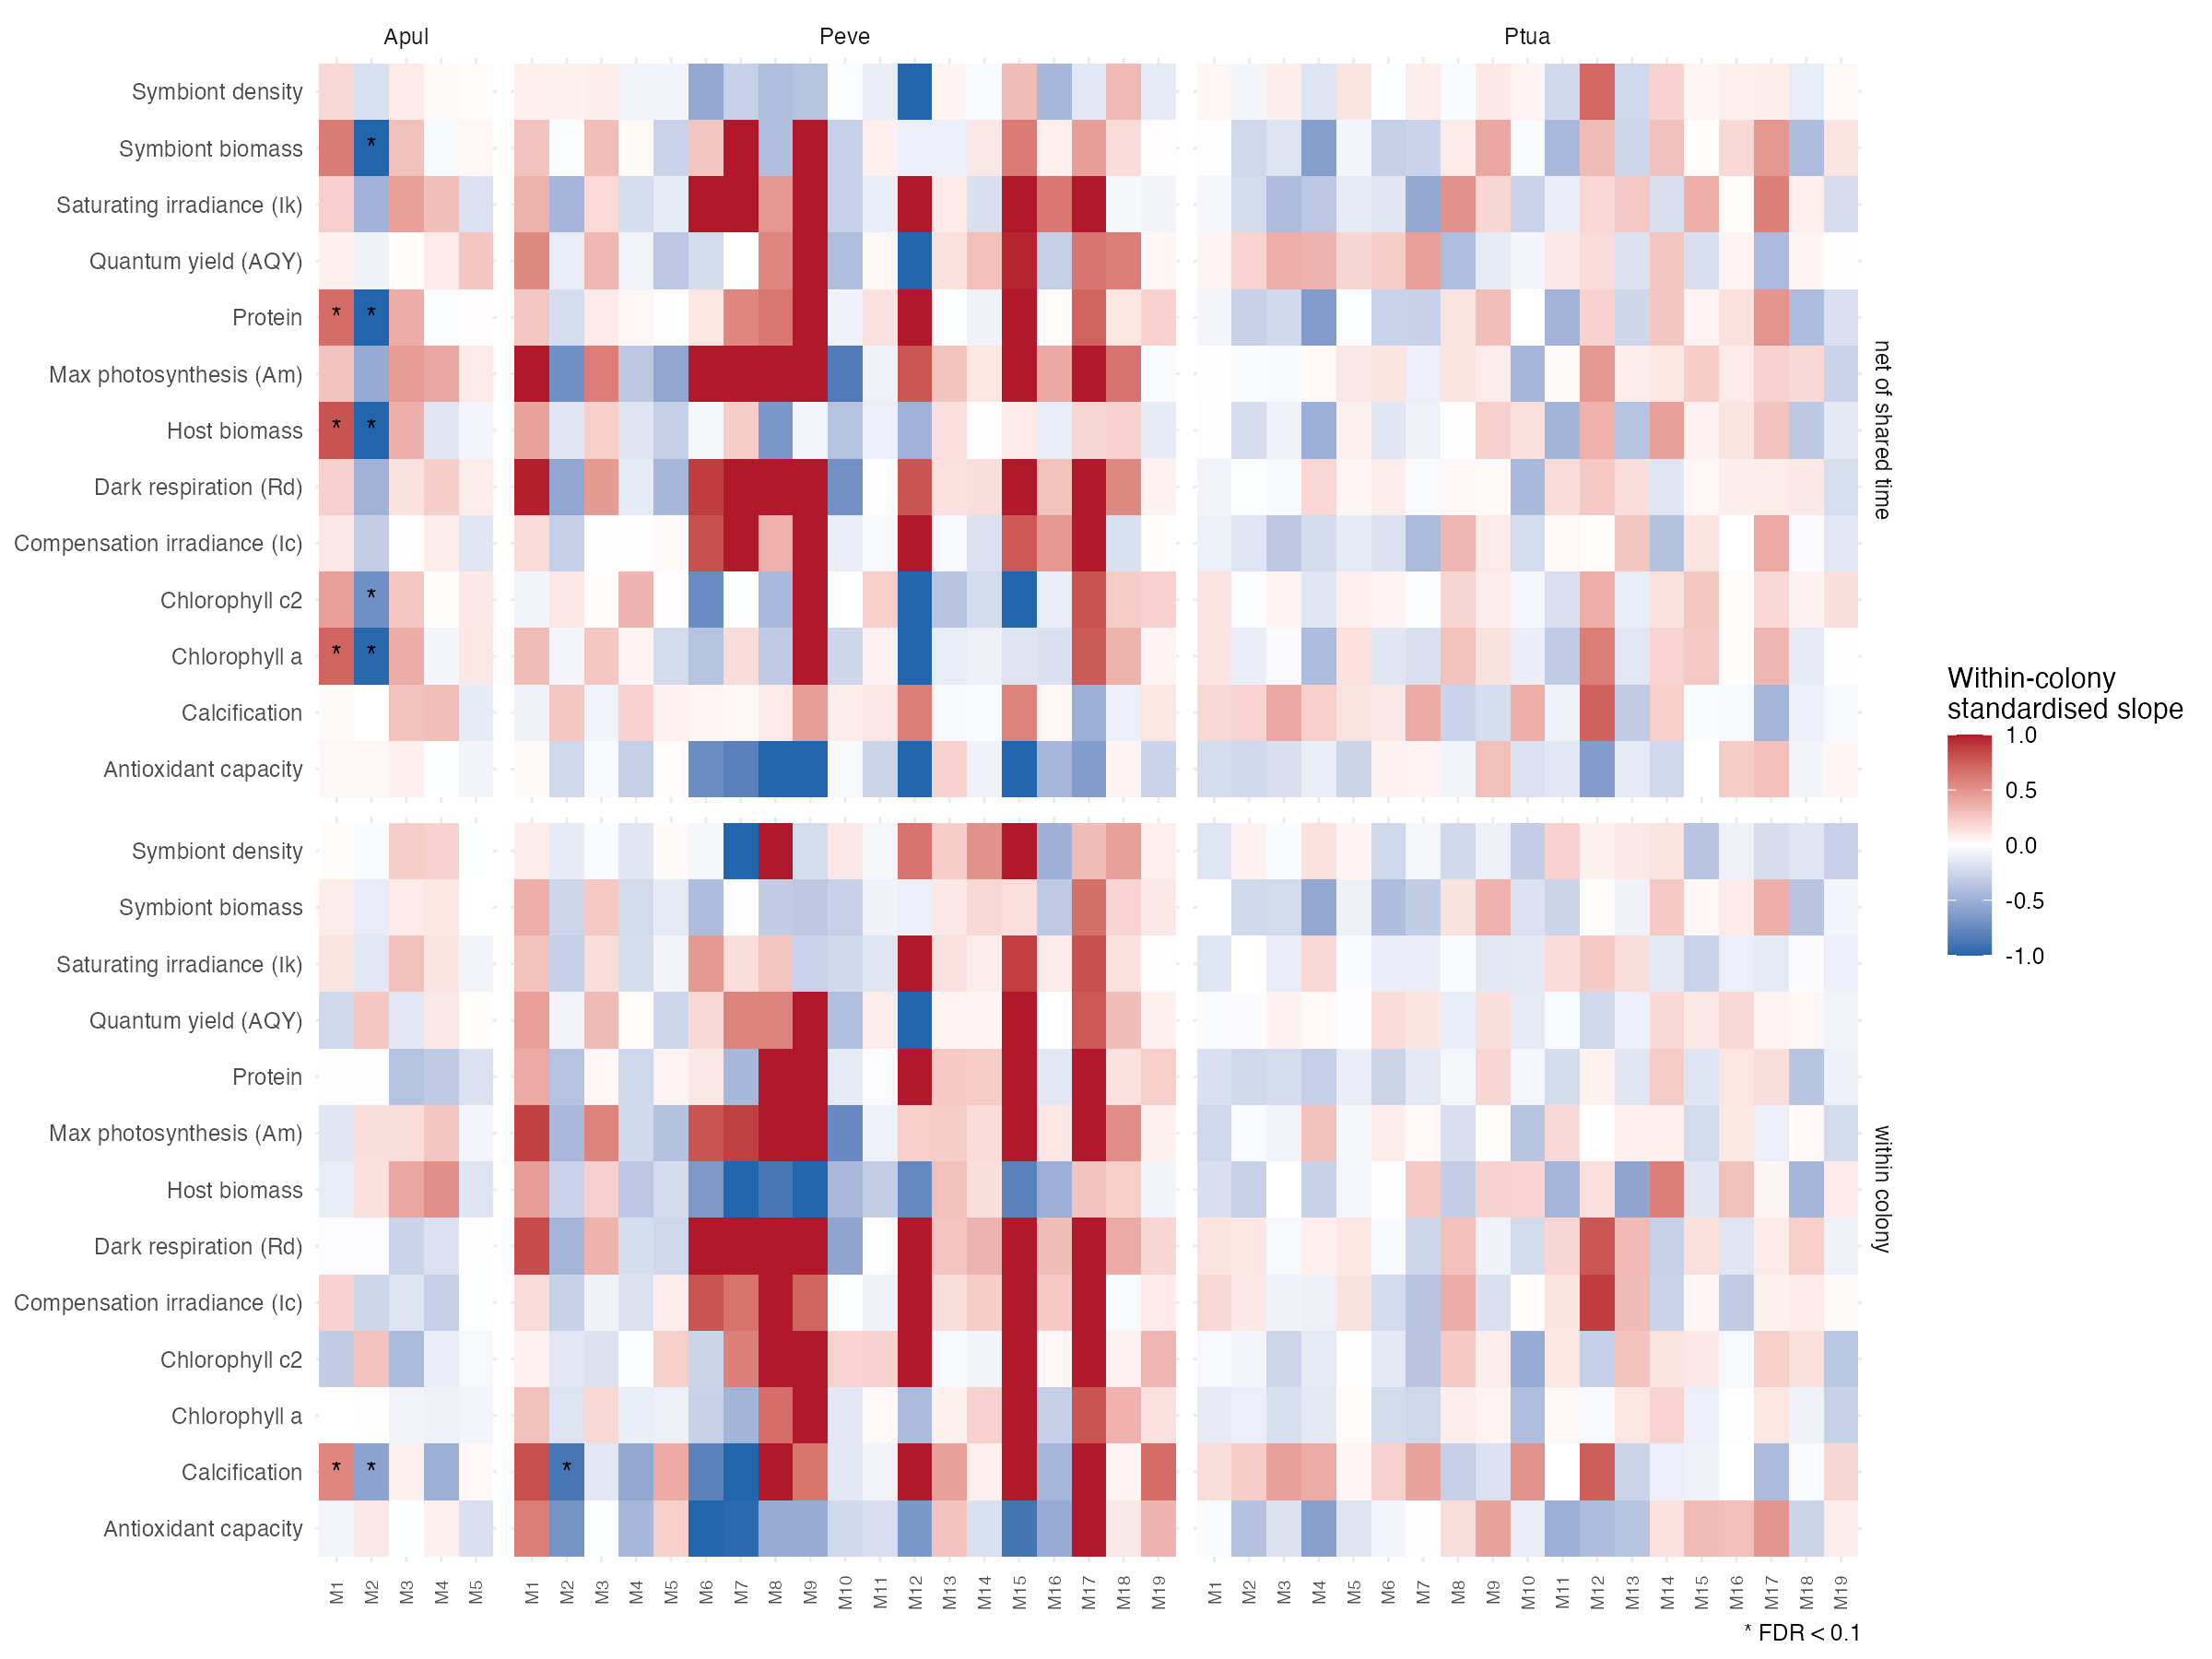 Apul Peve Ptua
Symbiont density
Symbiont biomass
*
Saturating irradiance (Ik)
Quantum yield (AQY)
Protein
* *
Max photosynthesis (Am)
Host biomass
* *
Dark respiration (Rd)
Compensation irradiance (Ic)
Chlorophyll c2
*
Chlorophyll a
* *
Calcification
Antioxidant capacity
net of shared time
Symbiont density
Symbiont biomass
Saturating irradiance (Ik)
Quantum yield (AQY)
Protein
Max photosynthesis (Am)
Host biomass
Dark respiration (Rd)
Compensation irradiance (Ic)
Chlorophyll c2
Chlorophyll a
Calcification
* * *
Antioxidant capacity
within colony
M1 M2 M3 M4 M5 M1 M2 M3 M4 M5 M6 M7 M8 M9 M10 M11 M12 M13 M14 M15 M16 M17 M18 M19 M1 M2 M3 M4 M5 M6 M7 M8 M9 M10 M11 M12 M13 M14 M15 M16 M17 M18 M19
* FDR < 0.1
Within-colony
standardised slope
1.0
0.5
0.0
-0.5
-1.0